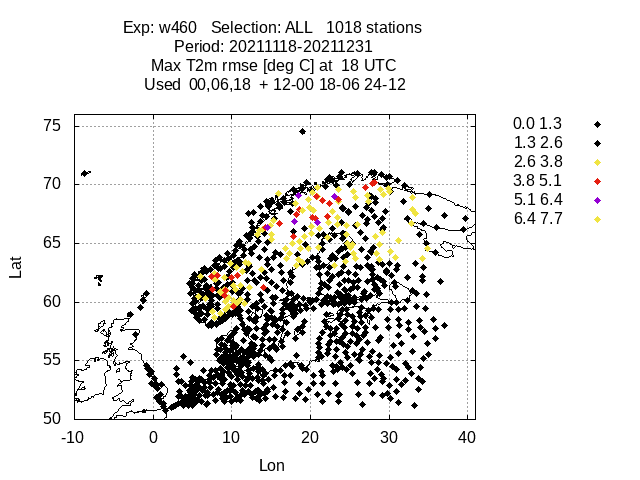 Exp: w460 Selection: ALL 1018 stations
Period: 20211118-20211231
Max T2m rmse [deg C] at 18 UTC
Used 00,06,18 + 12-00 18-06 24-12
0.0 1.3
1.3 2.6
2.6 3.8
3.8 5.1
5.1 6.4
6.4 7.7
75
70
65
60
55
50
Lat
-10 0 10 20 30 40
Lon